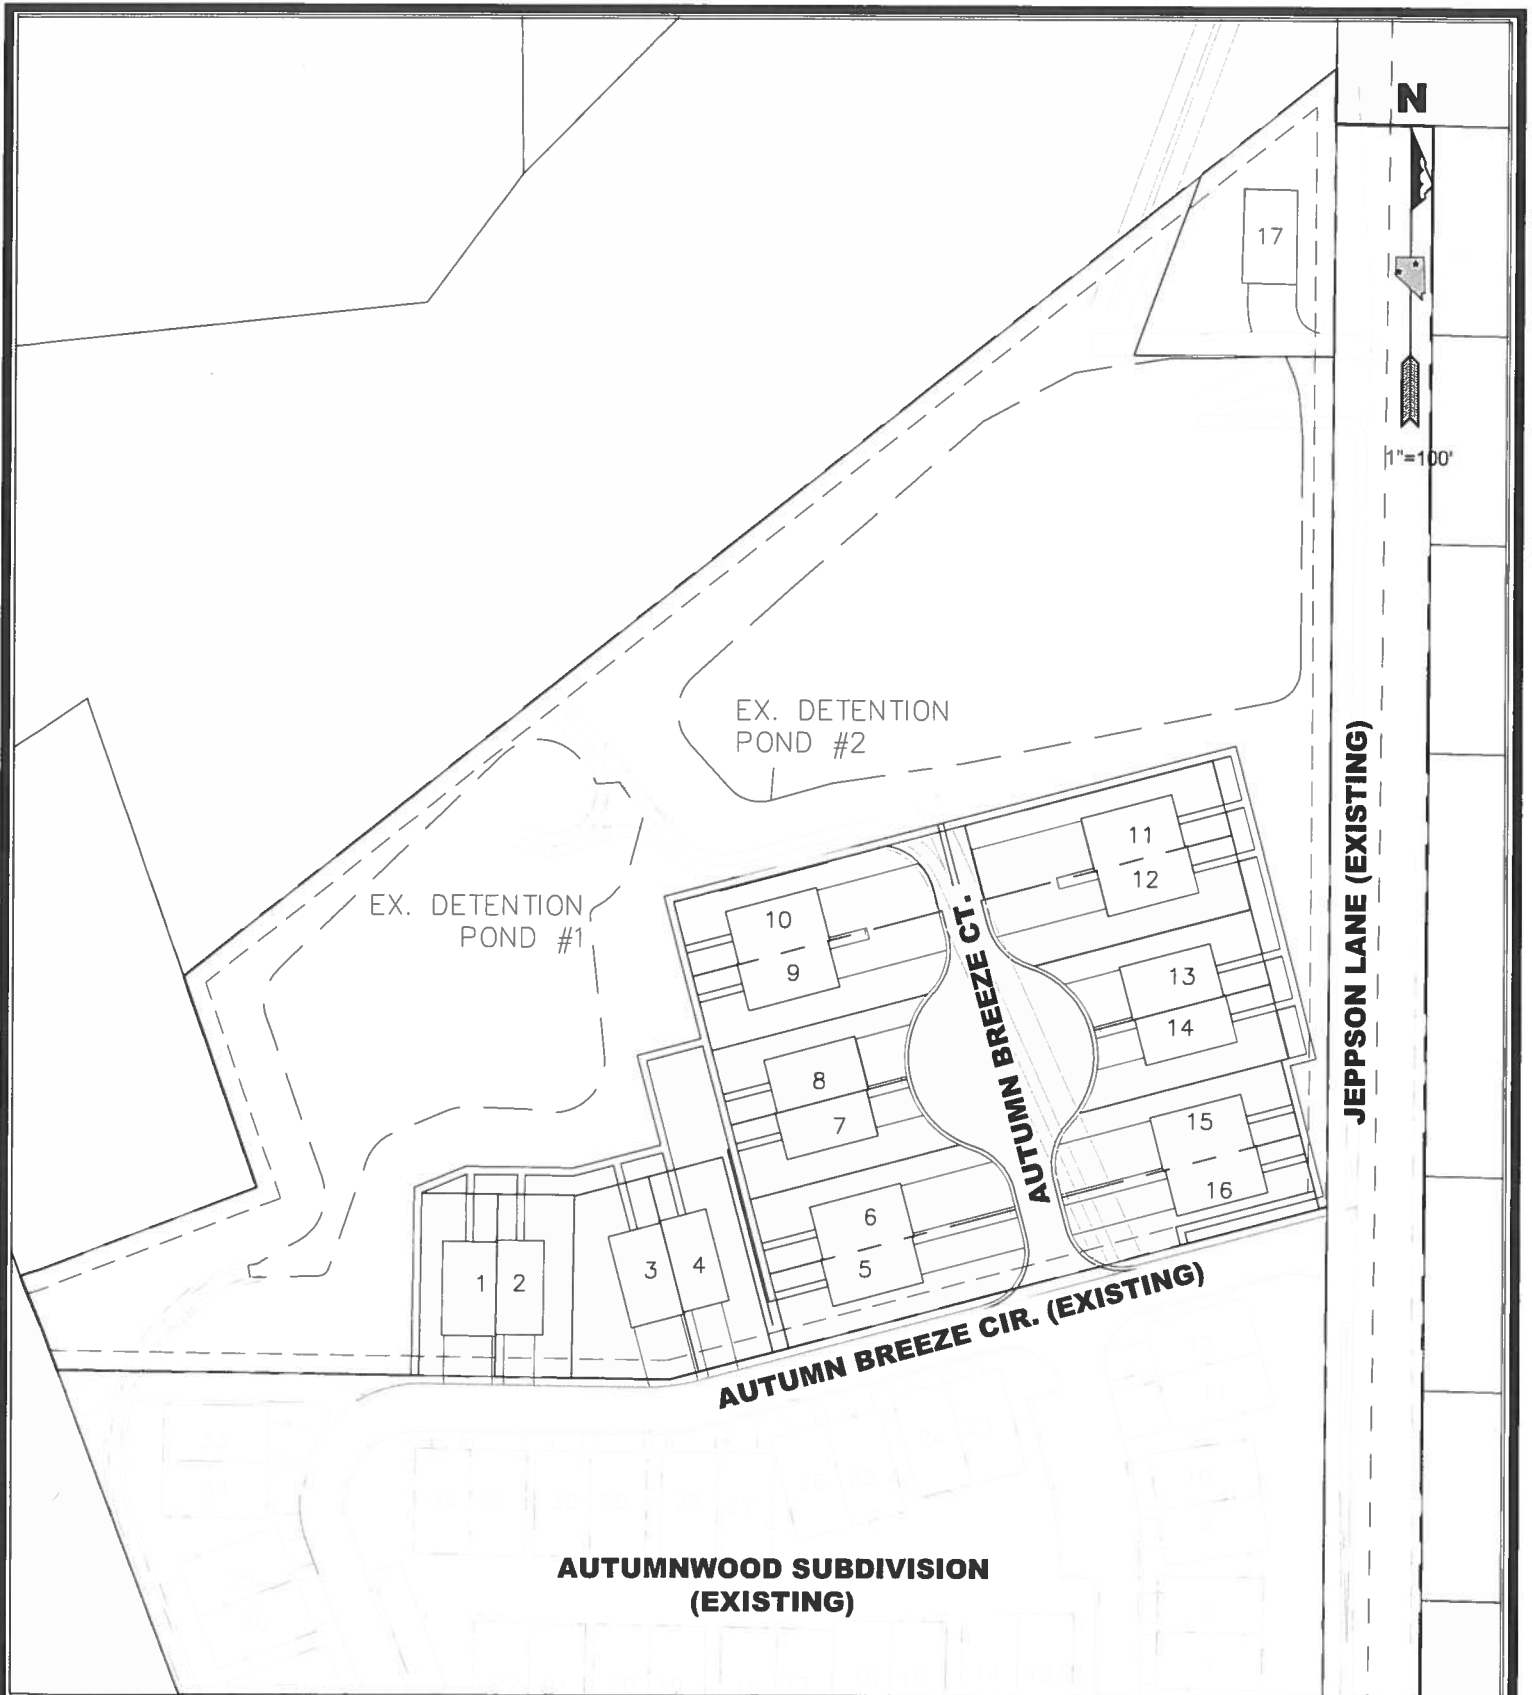 N
17
1"=100'
EX. DETENTION
POND #2
JEPPSON LANE (EXISTING)
EX. DETENTION
POND #1
11
12
10
9
AUTUMN BREEZE CT.
13
14
8
7
15
16
6
5
3
4
1
2
AUTUMN BREEZE CIR. (EXISTING)
AUTUMNWOOD SUBDIVISION
(EXISTING)